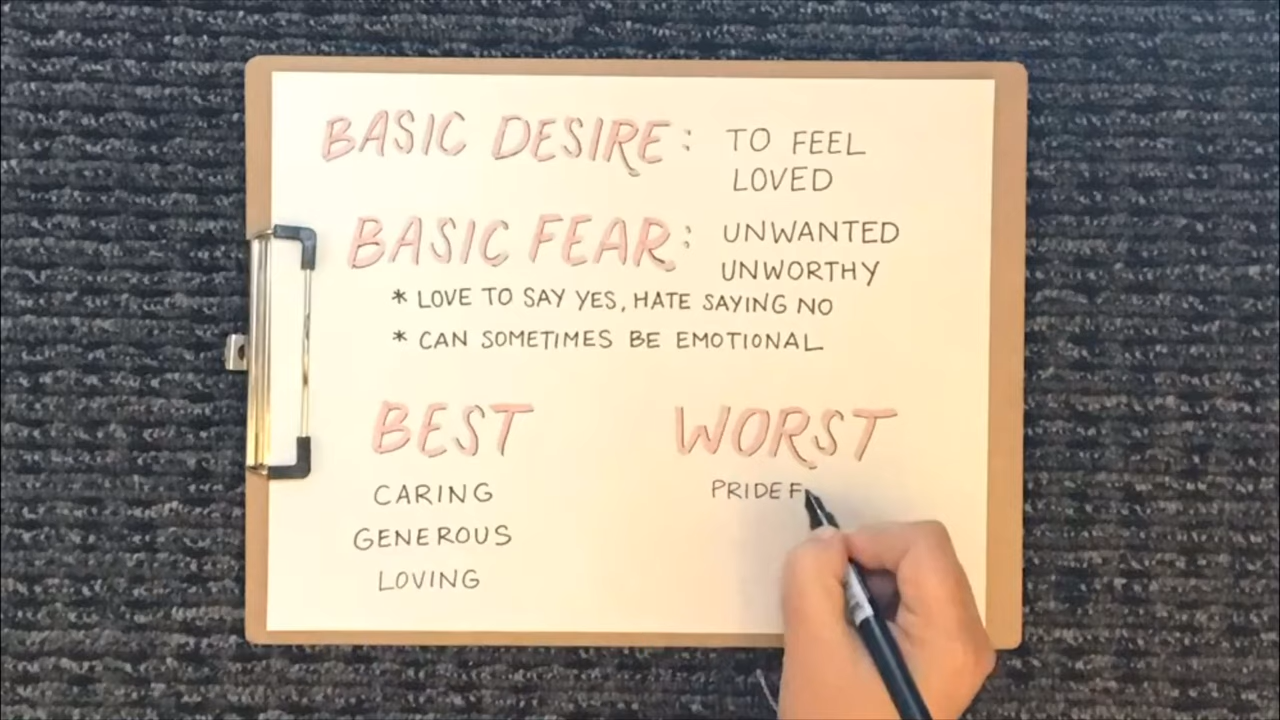 BASIC DESIRE: TO FEEL
LOVED
BASIC FEAR: UNWANTED
UNWORTHY
* LOVE TO SAY YES, HATE SAYING NO
* CAN SOMETIMES BE EMOTIONAL
BEST WORST
CARING PRIDEF
GENEROUS
LOVING